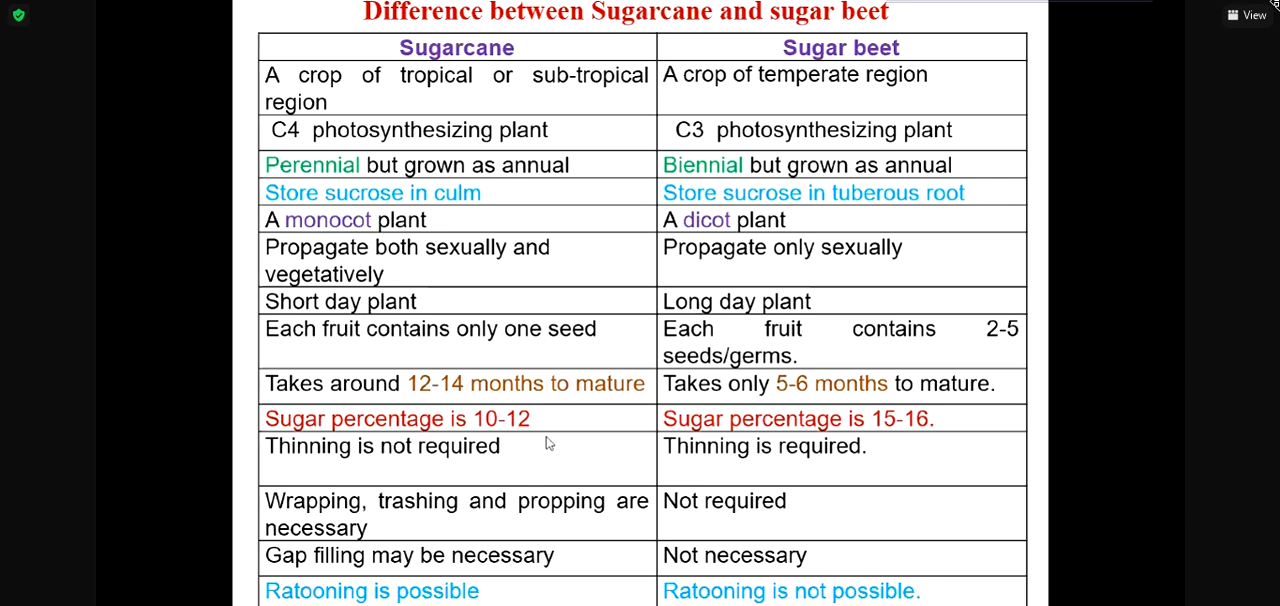 Difference between Sugarcane and sugar beet
View
Sugarcane Sugar beet
A crop of tropical or sub-tropical A crop of temperate region
region
C4 photosynthesizing plant C3 photosynthesizing plant
Perennial but grown as annual Biennial but grown as annual
Store sucrose in culm Store sucrose in tuberous root
A monocot plant A dicot plant
Propagate both sexually and Propagate only sexually
vegetatively
Short day plant Long day plant
Each fruit contains only one seed Each fruit contains 2-5
seeds/germs.
Takes around 12-14 months to mature Takes only 5-6 months to mature.
Sugar percentage is 10-12 Sugar percentage is 15-16.
Thinning is not required Thinning is required.
Wrapping, trashing and propping are Not required
necessary
Gap filling may be necessary Not necessary
Ratooning is possible Ratooning is not possible.